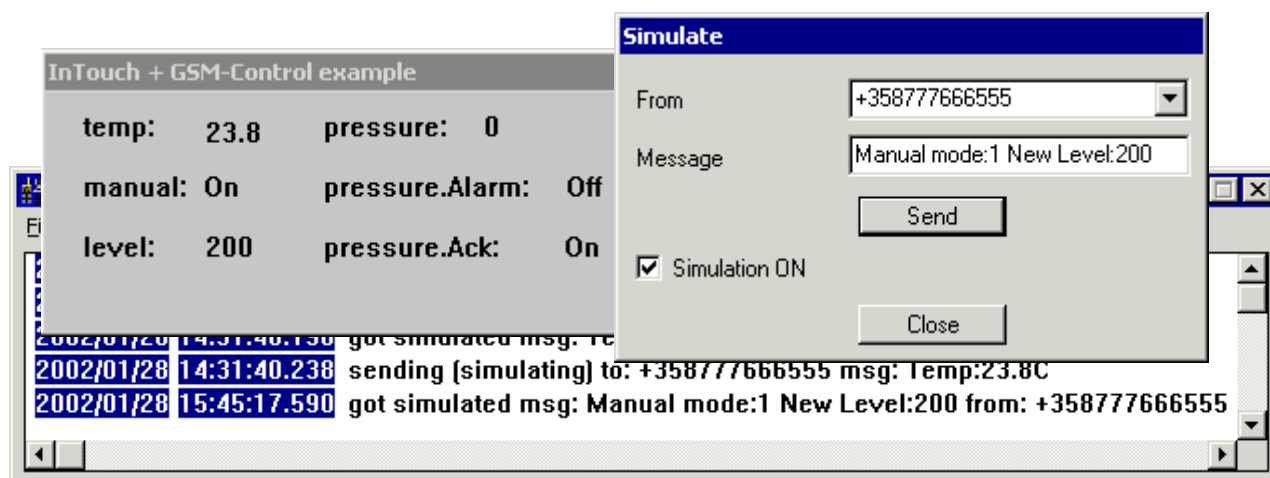 Simulate
InTouch + GSM-Control example
From
+358777666555
temp: 23.8 pressure: 0
Message
Manual mode:1 New Level:200
manual: On pressure.Alarm: Off
Send
level: 200 pressure.Ack: On
Simulation ON
Close
2002/01/28 14:31:40.238 sending (simulating) to: +358777666555 msg: Temp:23.8C
2002/01/28 15:45:17.590 got simulated msg: Manual mode:1 New Level:200 from: +358777666555